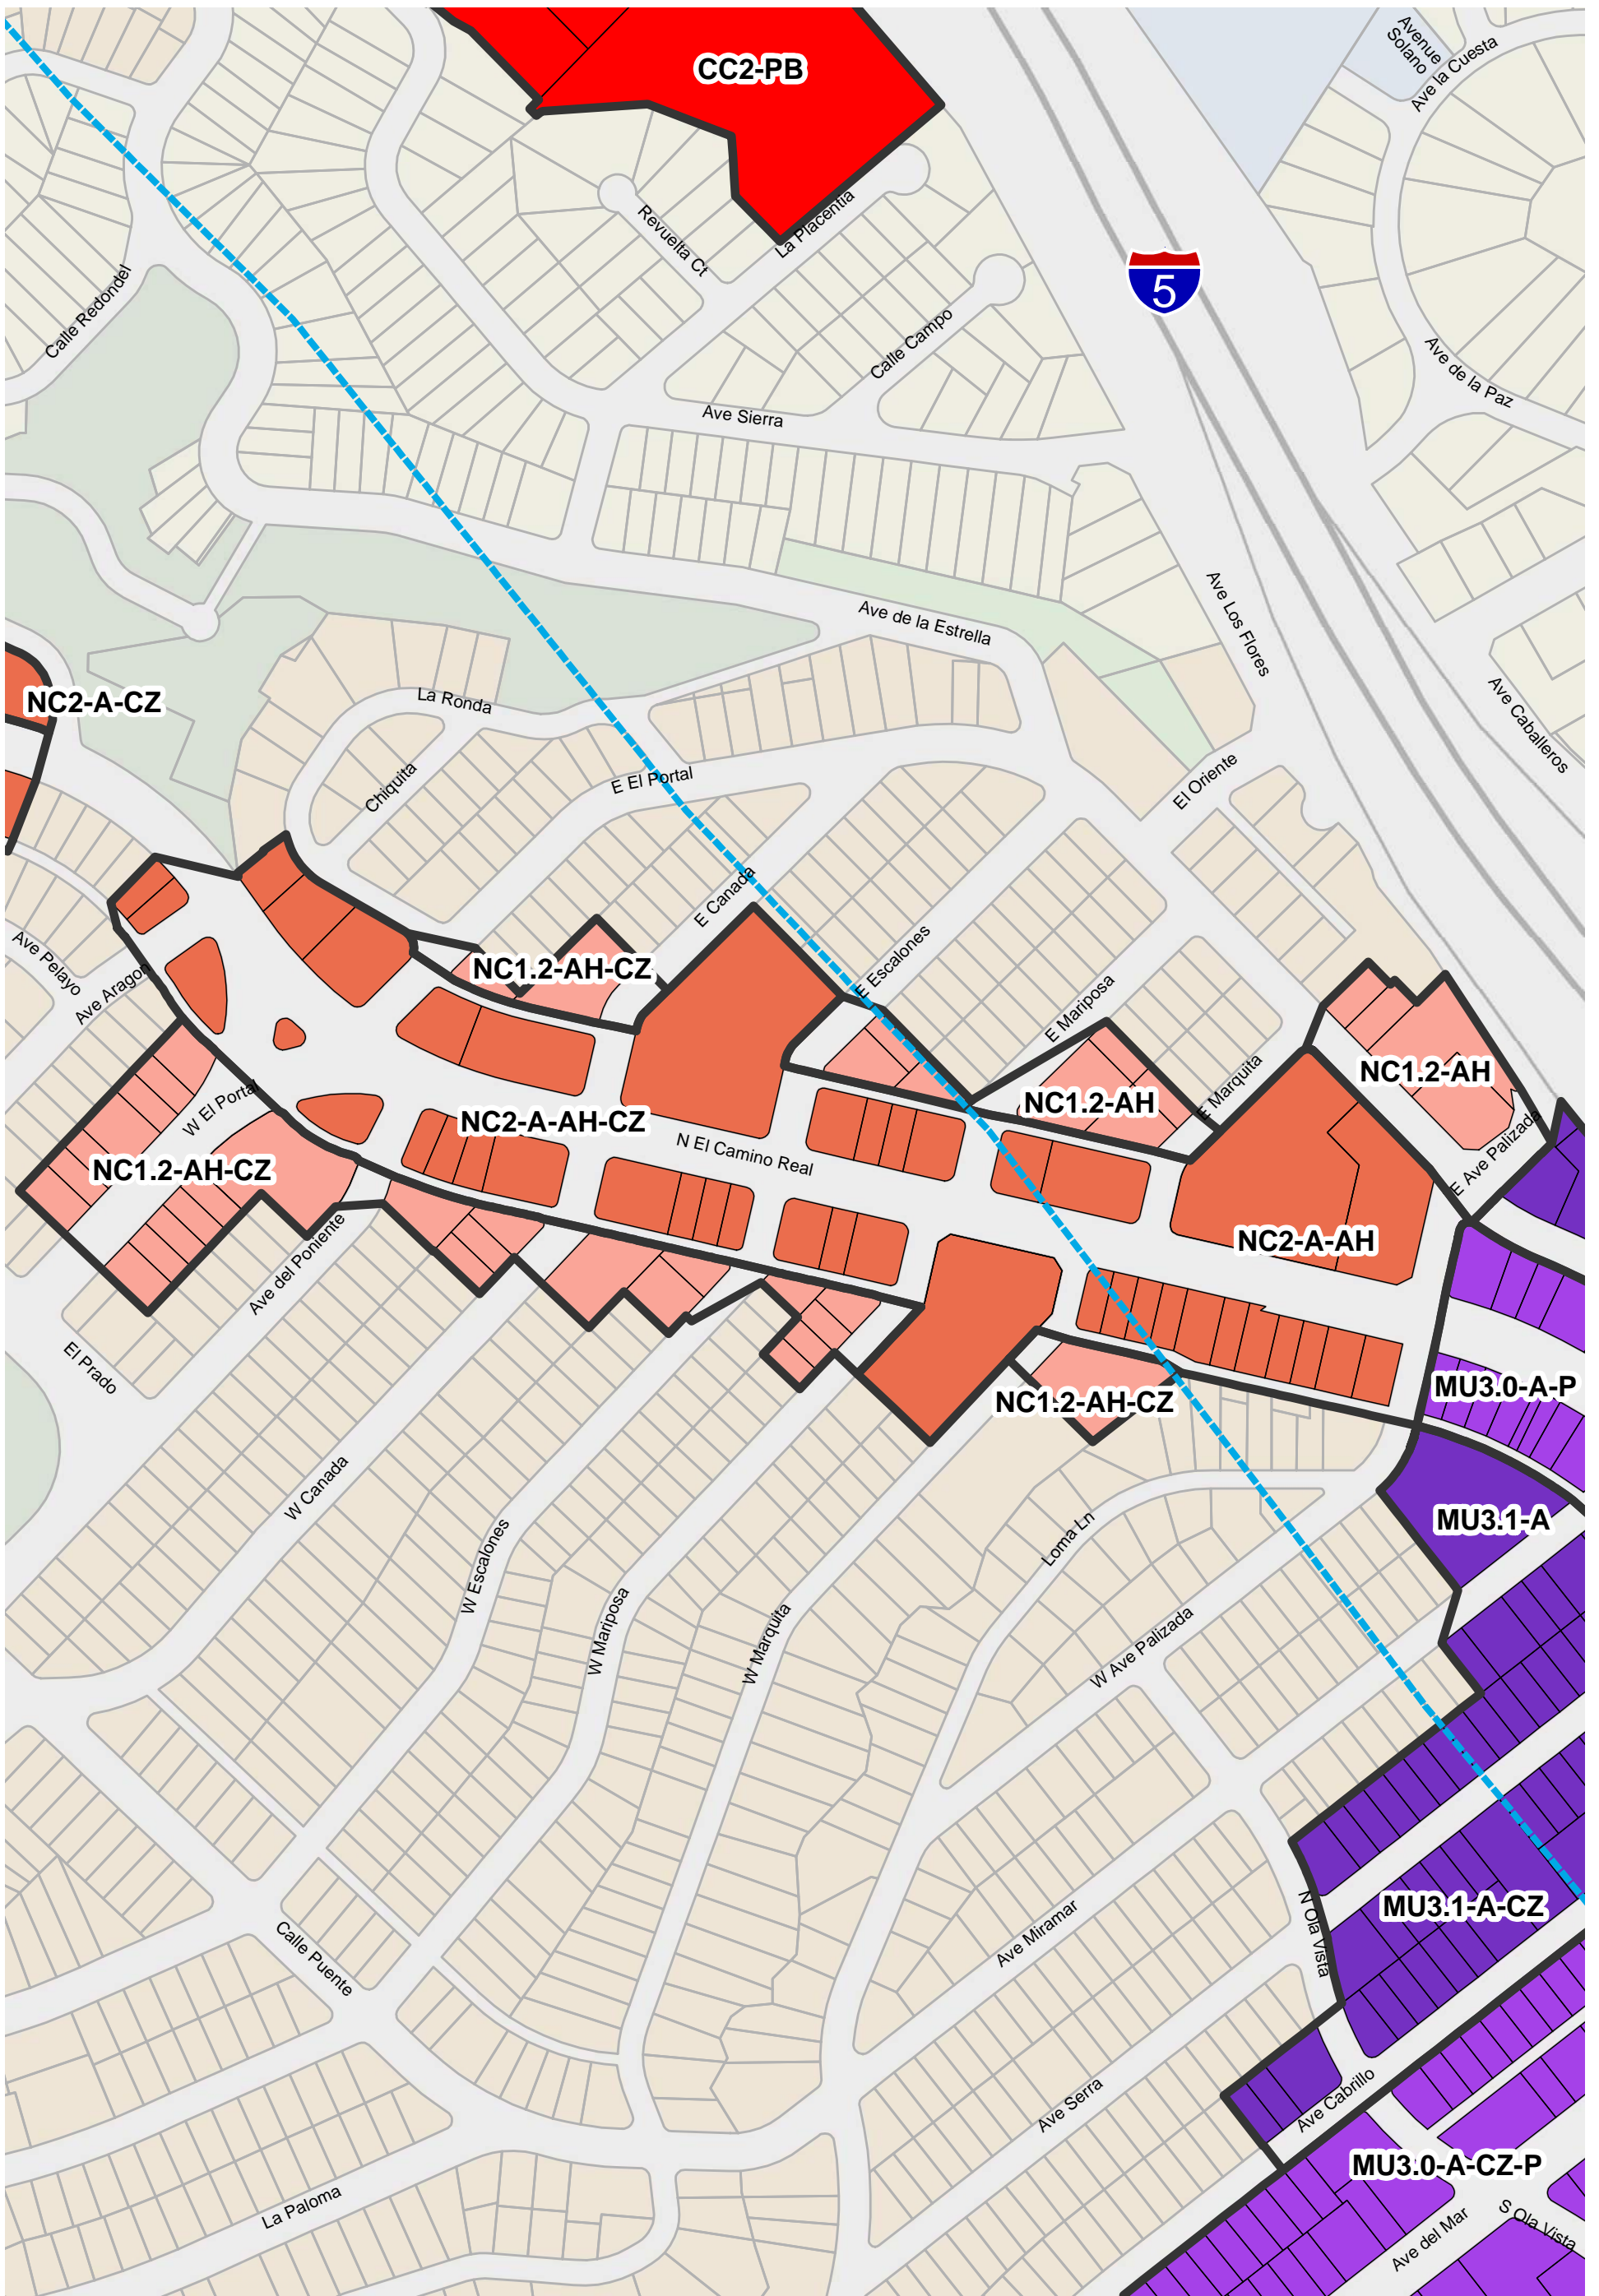 CC2-PB
Avenue
Solano
Ave la Cuesta
Revuelta Ct
La Placentia
Calle Redondel
5
Calle Campo
Ave de la Paz
Ave Sierra
Ave Los Flores
Ave de la Estrella
NC2-A-CZ
La Ronda
Ave Caballeros
Chiquita
E El Portal
El Oriente
E Canada
Ave Pelayo
Ave Aragon
NC1.2-AH-CZ
E Escalones
E Mariposa
NC1.2-AH
NC1.2-AH
E Marquita
W El Portal
NC2-A-AH-CZ
N El Camino Real
E Ave Palizada
NC1.2-AH-CZ
NC2-A-AH
Ave del Poniente
El Prado
NC1.2-AH-CZ
MU3.0-A-P
W Canada
MU3.1-A
Loma Ln
W Escalones
W Mariposa
W Marquita
W Ave Palizada
MU3.1-A-CZ
N Ola Vista
Ave Miramar
Calle Puente
Ave Serra
Ave Cabrillo
MU3.0-A-CZ-P
La Paloma
Ave del Mar
S Ola Vista